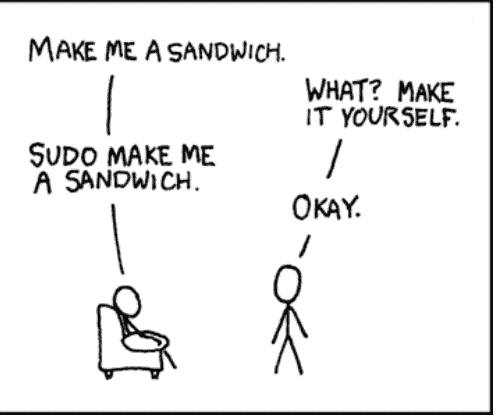 MAKE ME A SANDWICH.
WHAT? MAKE
IT YOURSELF.
SUDO MAKE ME
A SANDWICH.
OKAY.